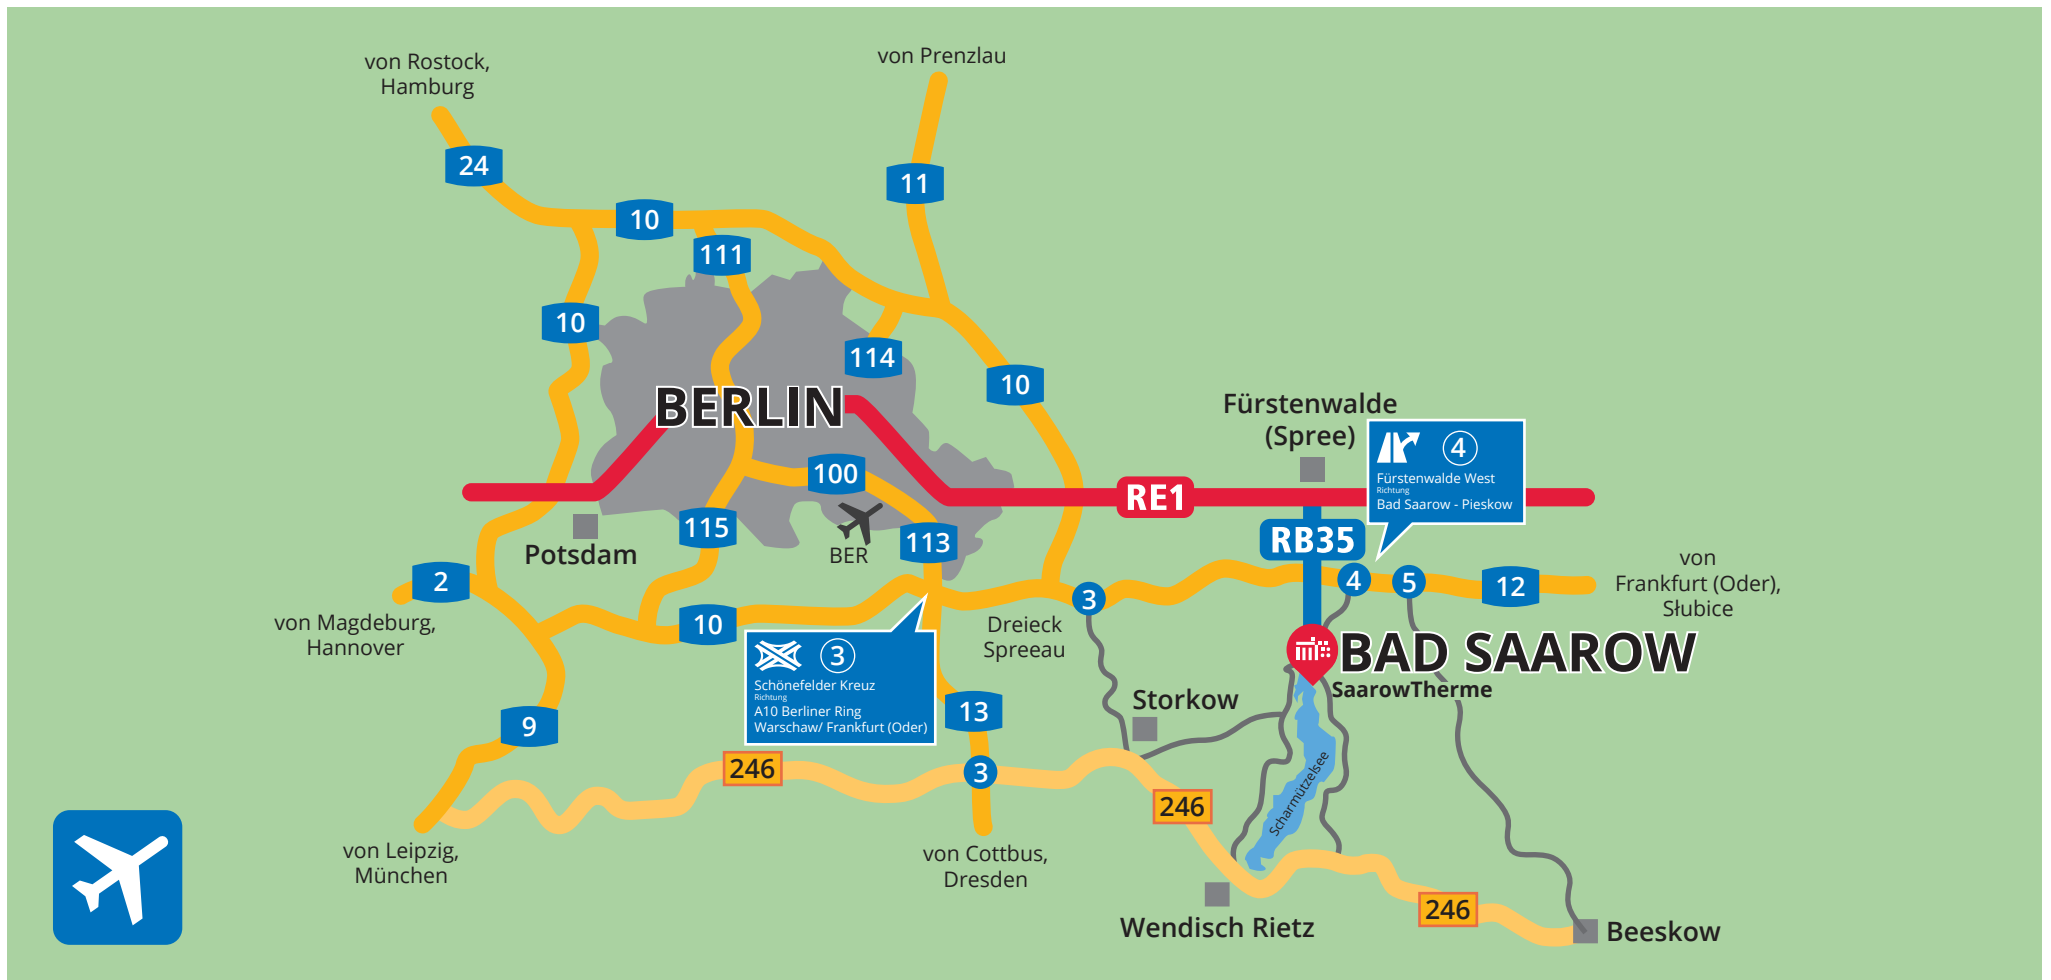 von Rostock,
Hamburg
von Prenzlau
24
11
10
111
10
114
10
BERLIN
Fürstenwalde
(Spree)
4
Fürstenwalde West
Richtung
Bad Saarow - Pieskow
100
RE1
115
BER
113
RB35
Potsdam
2
4
5
12
von
Frankfurt (Oder),
Słubice
3
von Magdeburg,
Hannover
10
Dreieck
Spreeau
3
Schönefelder Kreuz
Richtung
A10 Berliner Ring
Warschaw/ Frankfurt (Oder)
BAD SAAROW
SaarowTherme
Storkow
9
13
246
3
Scharmützelsee
246
von Leipzig,
München
von Cottbus,
Dresden
246
Wendisch Rietz
Beeskow